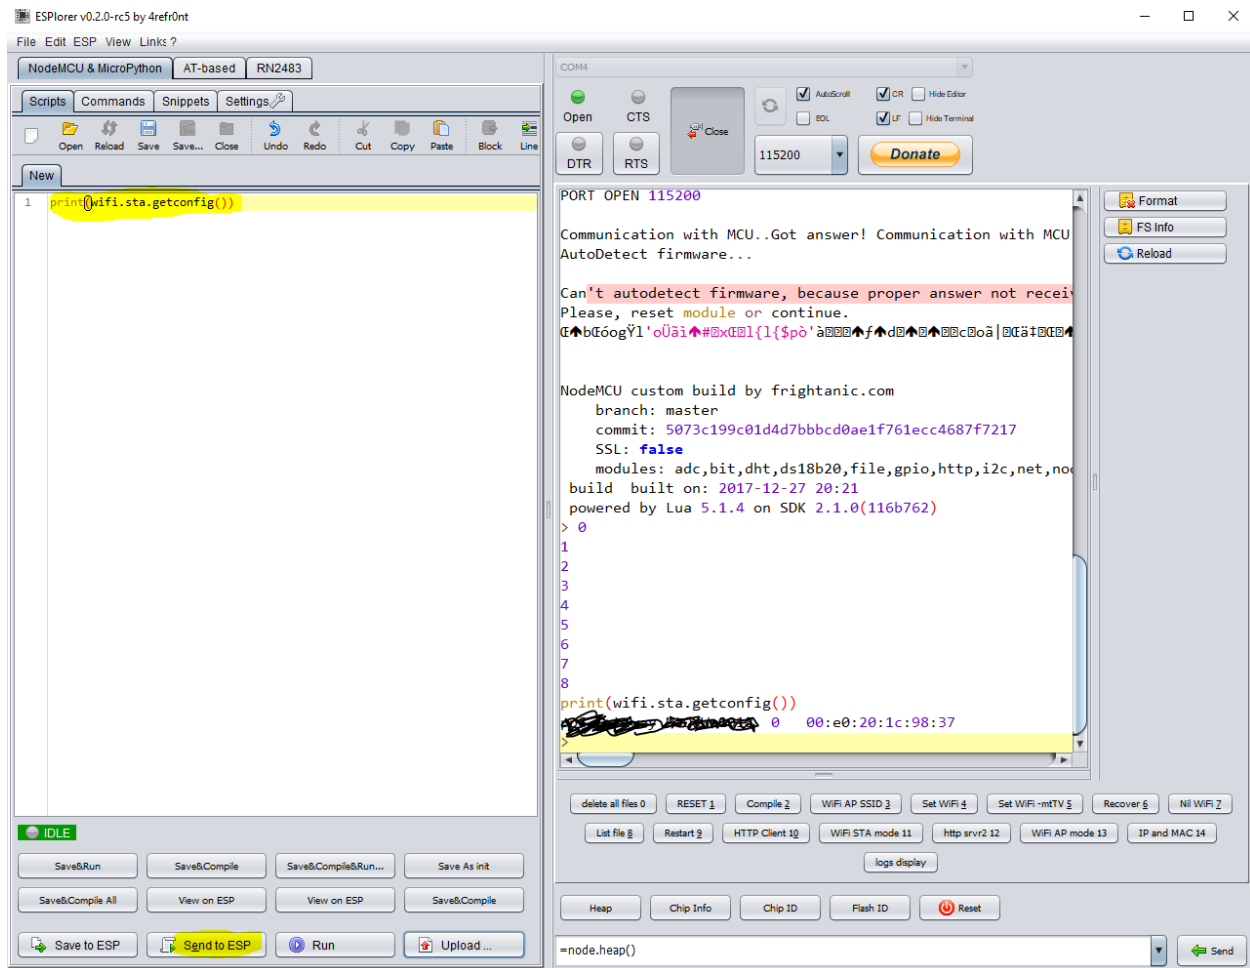 ESPlorer v0.2.0-rc5 by 4refr0nt
File Edit ESP View Links ?
NodeMCU & MicroPython AT-based RN2483
Scripts Commands Snippets Settings
Open Reload Save Save... Close Undo Redo Cut Copy Paste Block Line
New
1 print(wifi.sta.getconfig())
IDLE
Save&Run Save&Compile Save&Compile&Run... Save As init
Save&Compile All View on ESP View on ESP Save&Compile
Save to ESP Send to ESP Run Upload ...
COM4
Open CTS Close AutoScroll CR Hide Editor
EOL LF Hide Terminal
DTR RTS 115200 Donate
PORT OPEN 115200
Communication with MCU..Got answer! Communication with MCU
AutoDetect firmware...
Can't autodetect firmware, because proper answer not recei
Please, reset module or continue.
NodeMCU custom build by frightanic.com
branch: master
commit: 5073c199c01d4d7bbbcd0ae1f761ecc4687f7217
SSL: false
modules: adc,bit,dht,ds18b20,file,gpio,http,i2c,net,no
build built on: 2017-12-27 20:21
powered by Lua 5.1.4 on SDK 2.1.0(116b762)
> 0
1
2
3
4
5
6
7
8
print(wifi.sta.getconfig())
0 00:e0:20:1c:98:37
>
Format
FS Info
Reload
delete all files 0 RESET 1 Compile 2 WiFi AP SSID 3 Set WiFi 4 Set WiFi -mtTV 5 Recover 6 Nil WiFi 7
List file 8 Restart 9 HTTP Client 10 WiFi STA mode 11 http srvr2 12 WiFi AP mode 13 IP and MAC 14
logs display
Heap Chip Info Chip ID Flash ID Reset
=node.heap() Send